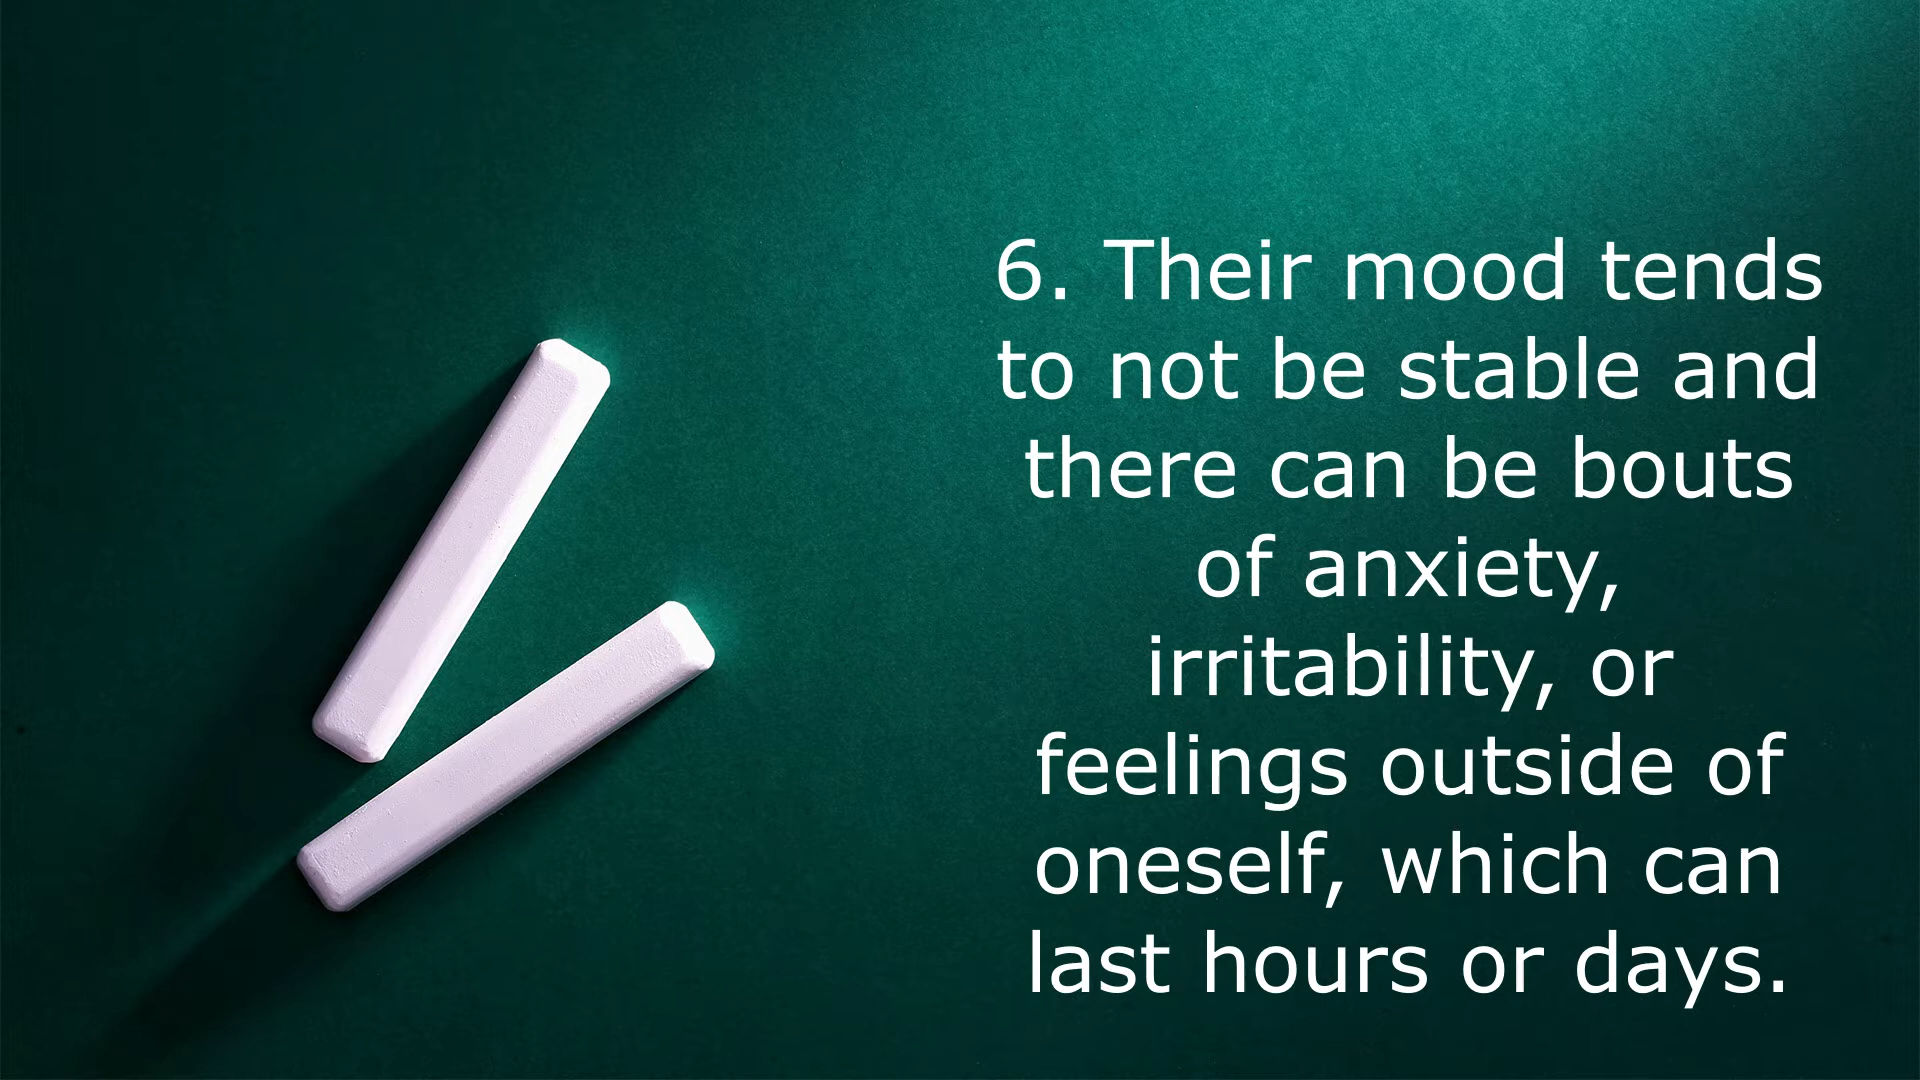 6. Their mood tends
to not be stable and
there can be bouts
of anxiety,
irritability, or
feelings outside of
oneself, which can
last hours or days.